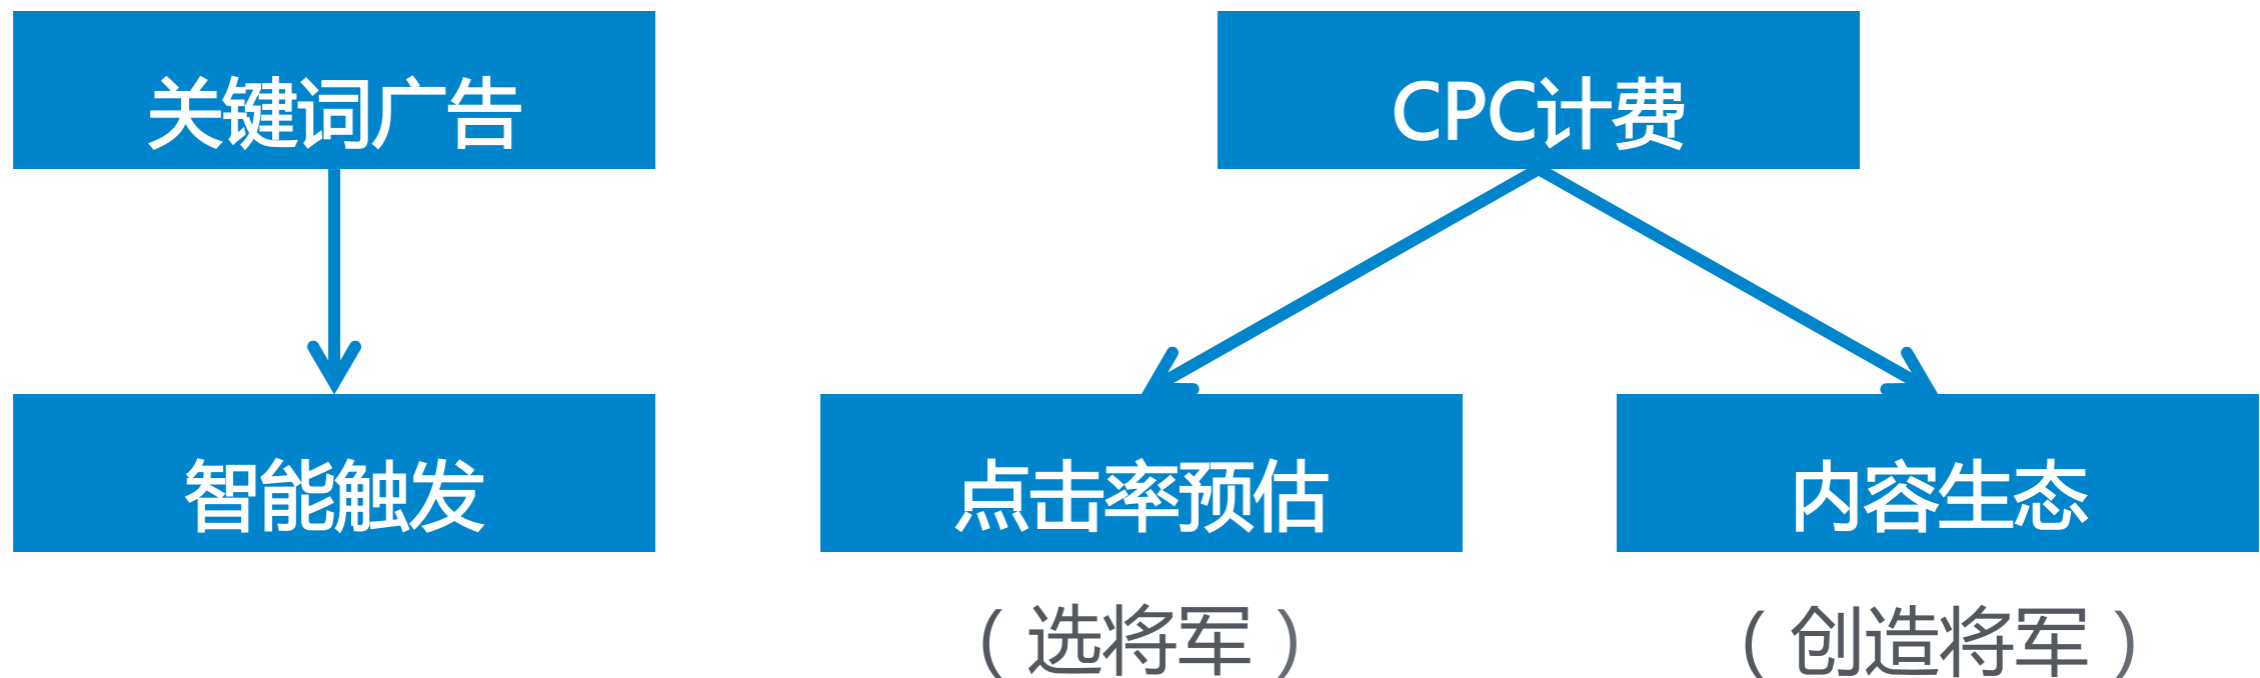 关键词广告
CPC计费
智能触发
点击率预估
内容生态
（选将军）
（创造将军）